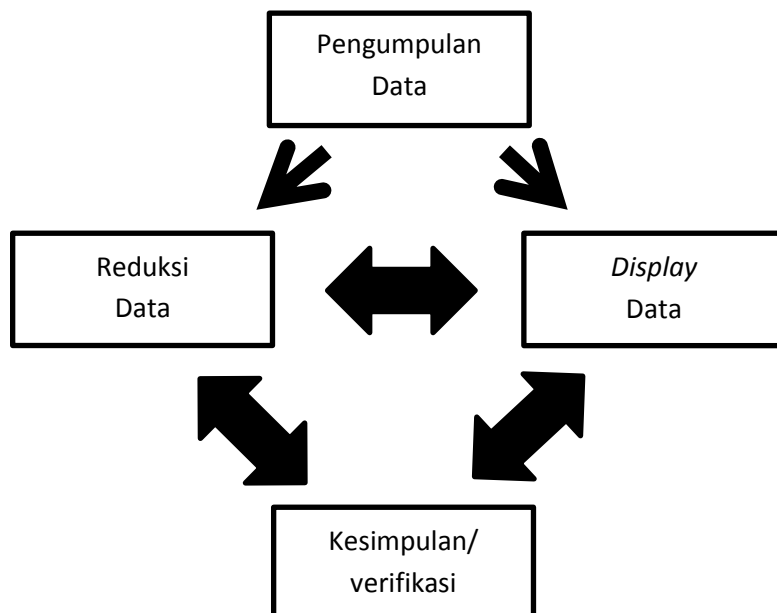 Pengumpulan
Data
Reduksi
Data
Display
Data
Kesimpulan/
verifikasi